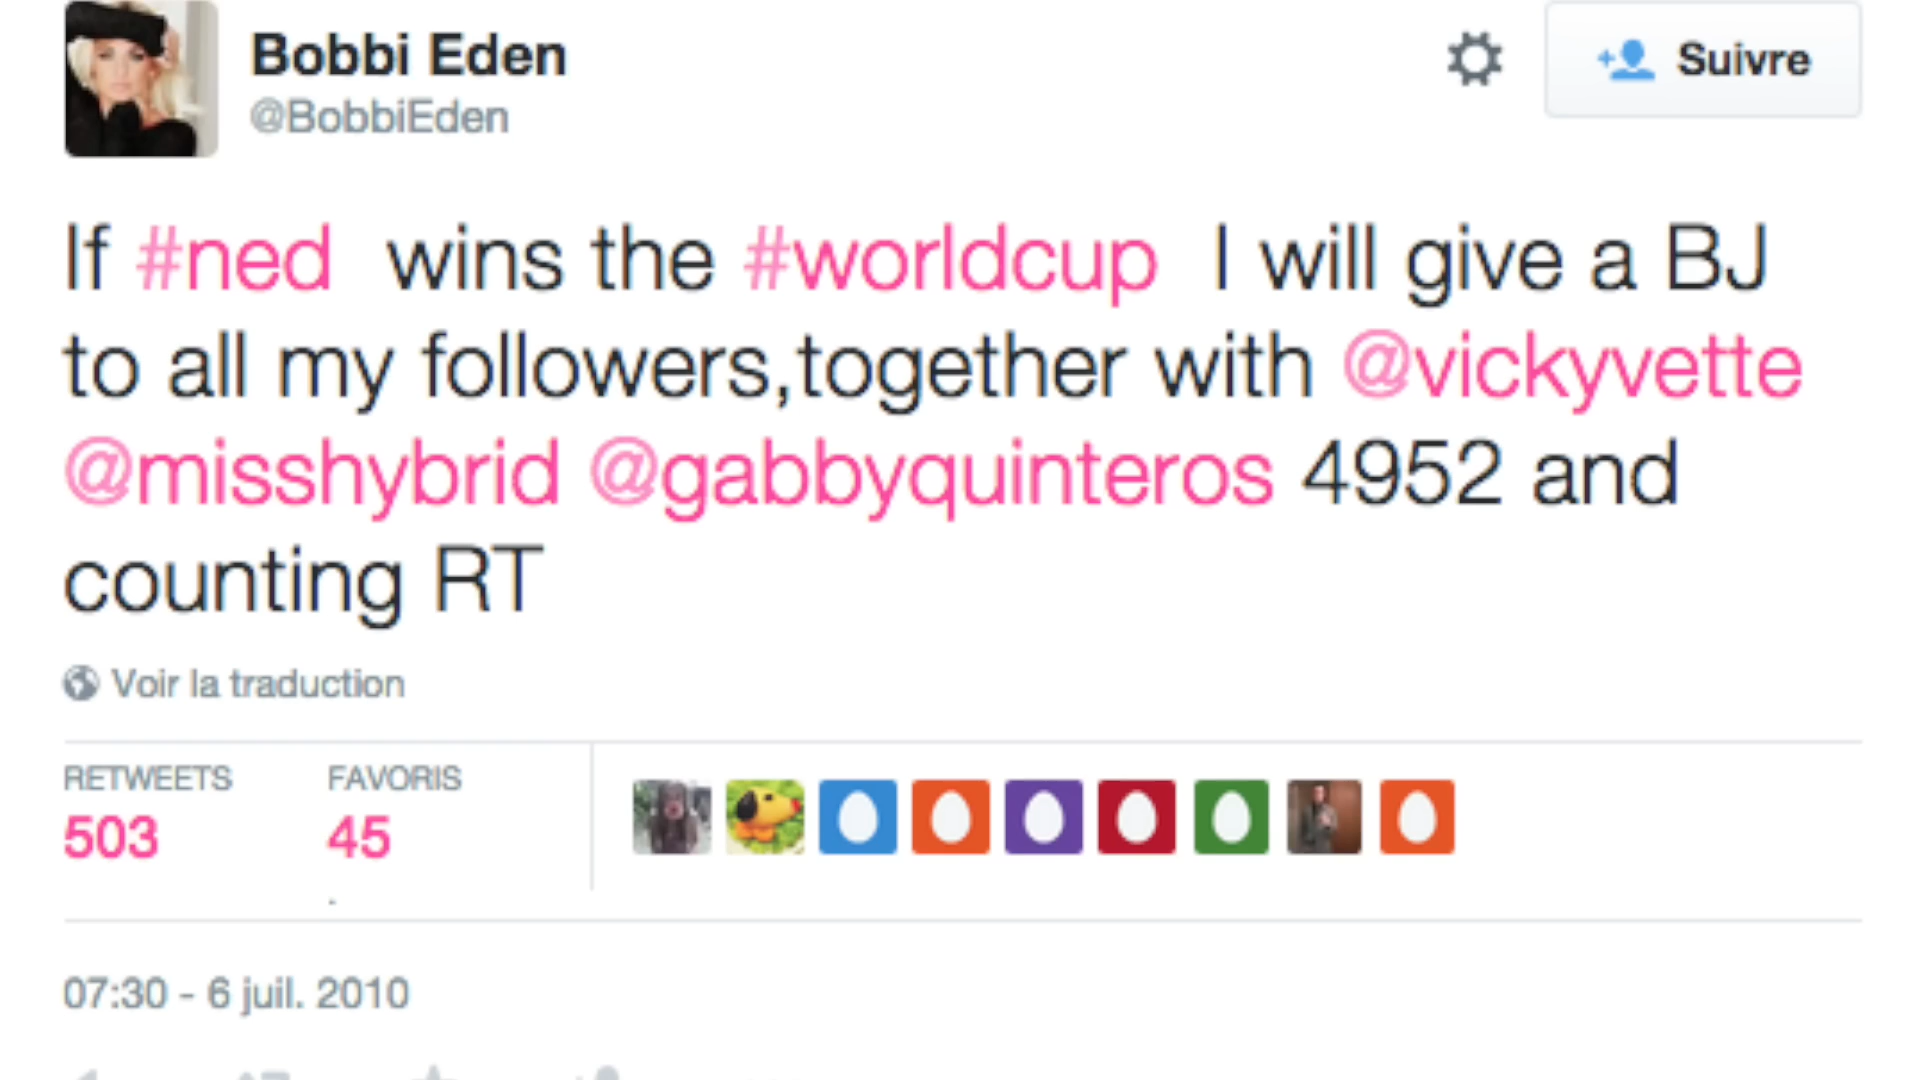 Bobbi Eden
@BobbiEden
Suivre
If #ned wins the #worldcup I will give a BJ
to all my followers,together with @vickyvette
@misshybrid @gabbyquinteros 4952 and
counting RT
Voir la traduction
RETWEETS FAVORIS
503 45
07:30 - 6 juil. 2010